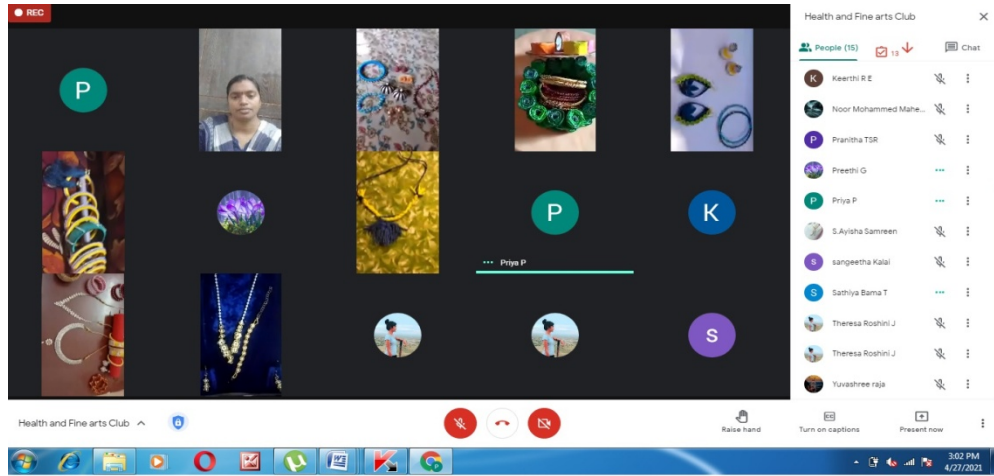 REC
Health and Fine arts Club
People (15)
13
Chat
P
P
K
Priya P
S
K
Keerthi R E
Noor Mohammed Mahe...
P
Pranitha TSR
Preethi G
P
Priya P
S.Ayisha Samreen
s
sangeetha Kalai
S
Sathiya Bama T
Theresa Roshini J
Theresa Roshini J
Yuvashree raja
Health and Fine arts Club
Raise hand
CC
Turn on captions
Present now
3:02 PM
4/27/2021